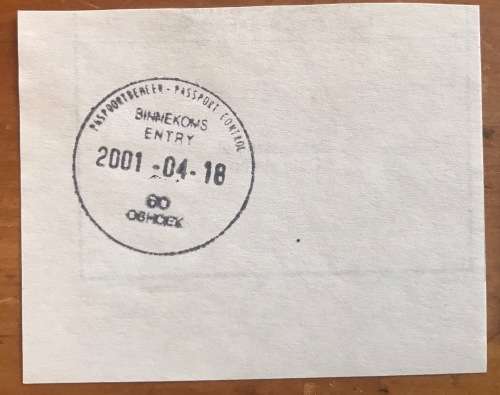 PASPOORTBEHEER - PASSPORT CONTROL
BINNEKOMS
ENTRY
2001 -04- 18
60
OSHOEK